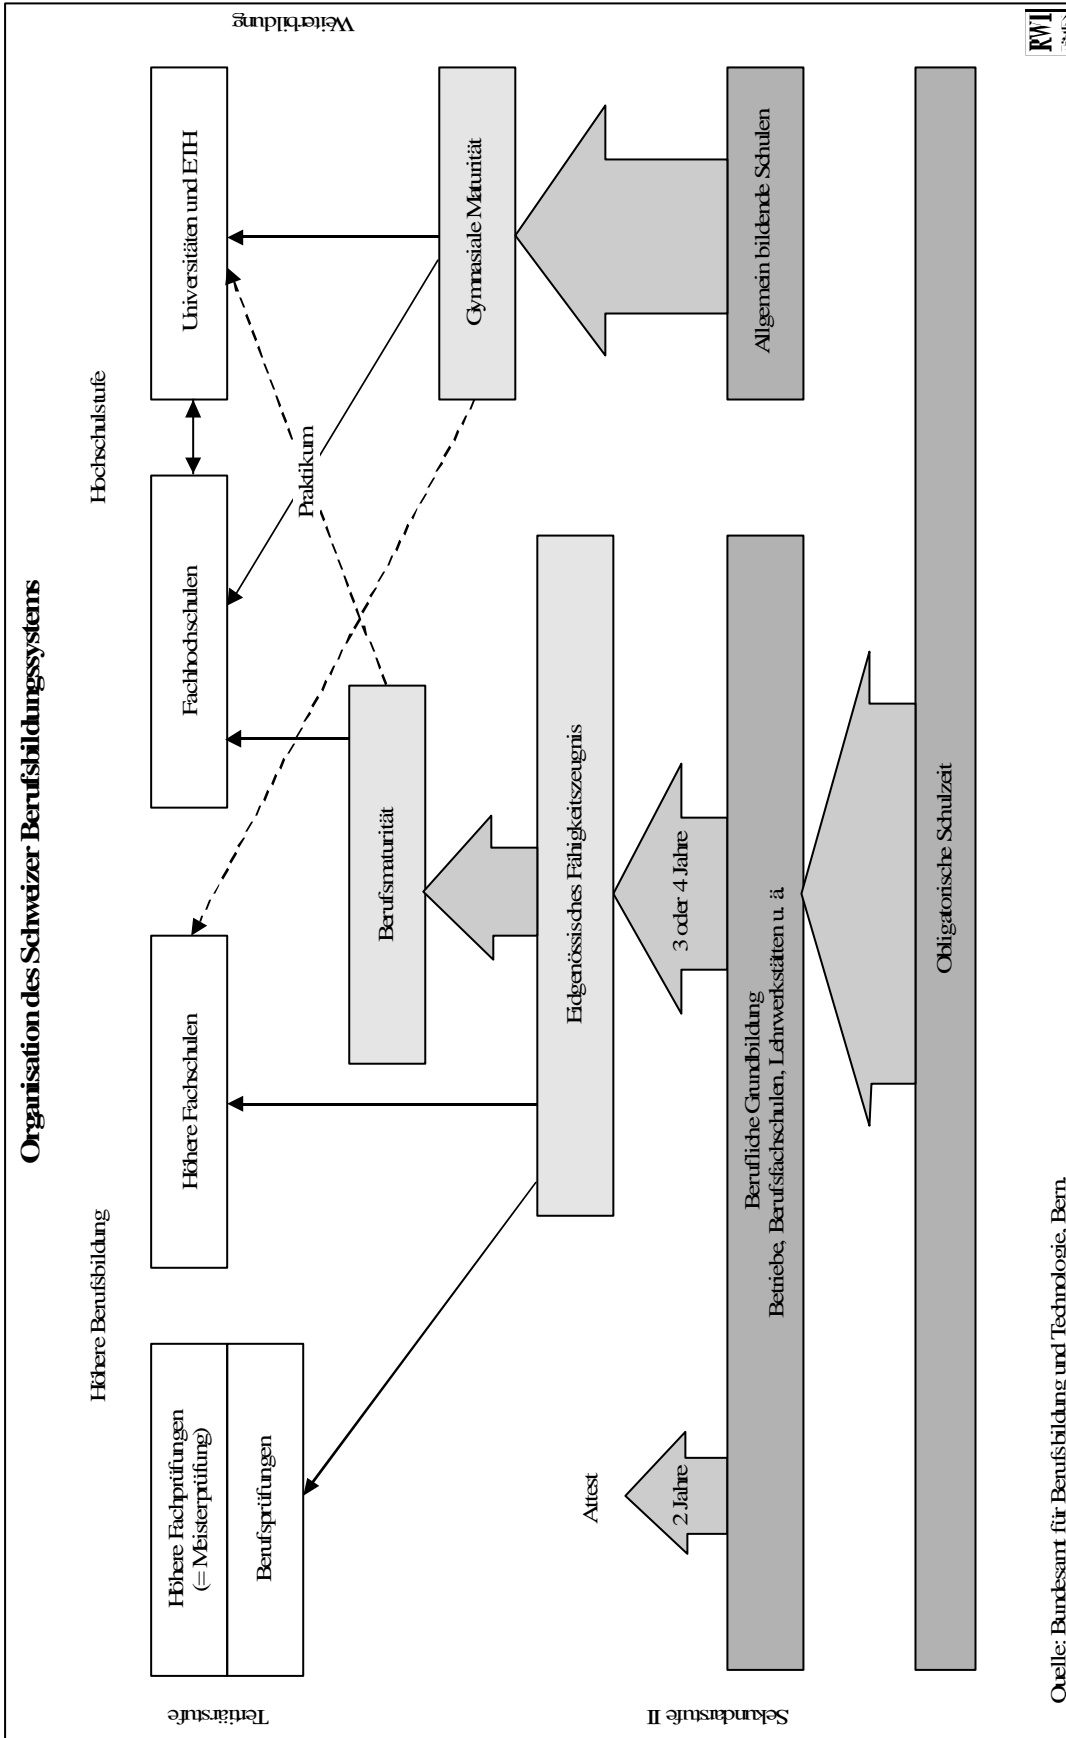 Organisation des Schweizer Berufsbildungssystems
Höhere Berufsbildung
Hochschulstufe
Tertiärstufe
Höhere Fachprüfungen
(= Meisterprüfung)
Berufsprüfungen
Höhere Fachschulen
Fachhochschulen
Universitäten und ETH
Weiterbildung
Praktikum
Berufsmaturität
Gymnasiale Maturität
Eidgenössisches Fähigkeitszeugnis
Attest
Sekundarstufe II
2 Jahre
3 oder 4 Jahre
Berufliche Grundbildung
Betriebe, Berufsfachschulen, Lehrwerkstätten u. ä.
Allgemein bildende Schulen
Obligatorische Schulzeit
Quelle: Bundesamt für Berufsbildung und Technologie, Bern.
RWI